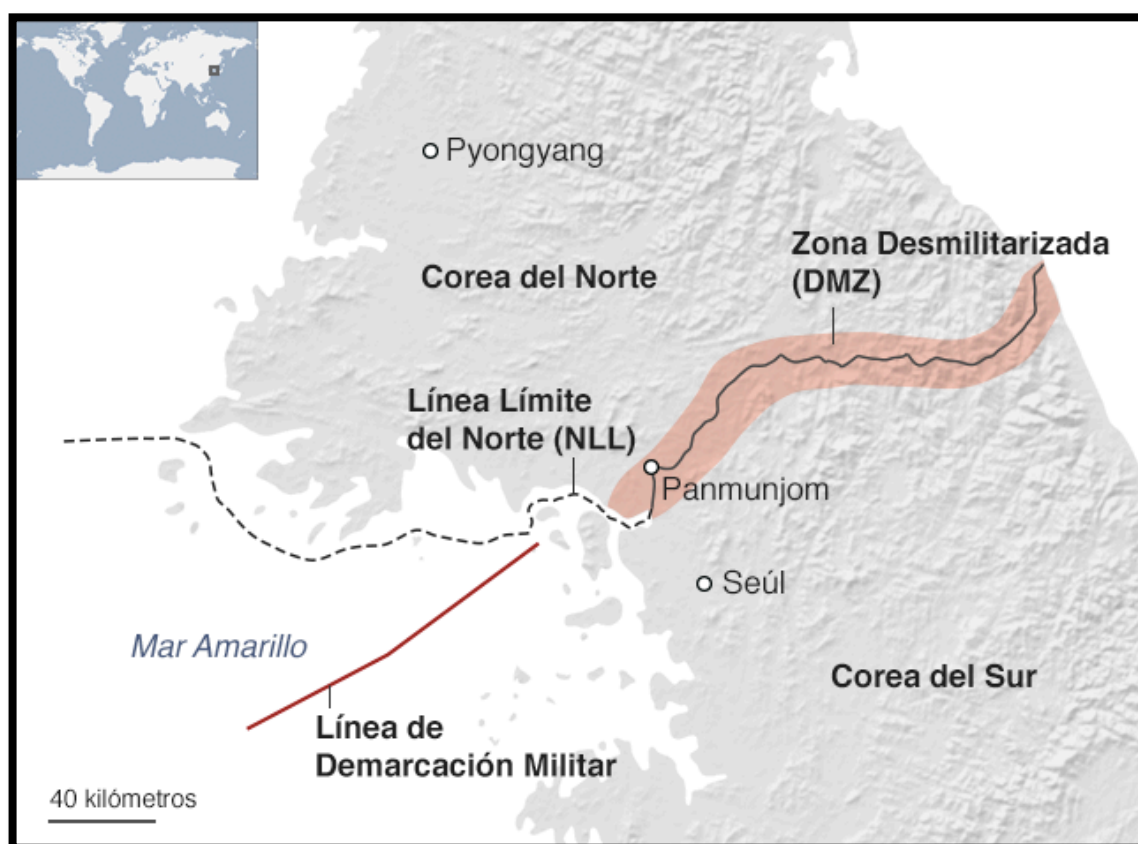 Pyongyang
Zona Desmilitarizada
(DMZ)
Corea del Norte
Línea Límite
del Norte (NLL)
Panmunjom
Seúl
Mar Amarillo
Corea del Sur
Línea de
Demarcación Militar
40 kilómetros